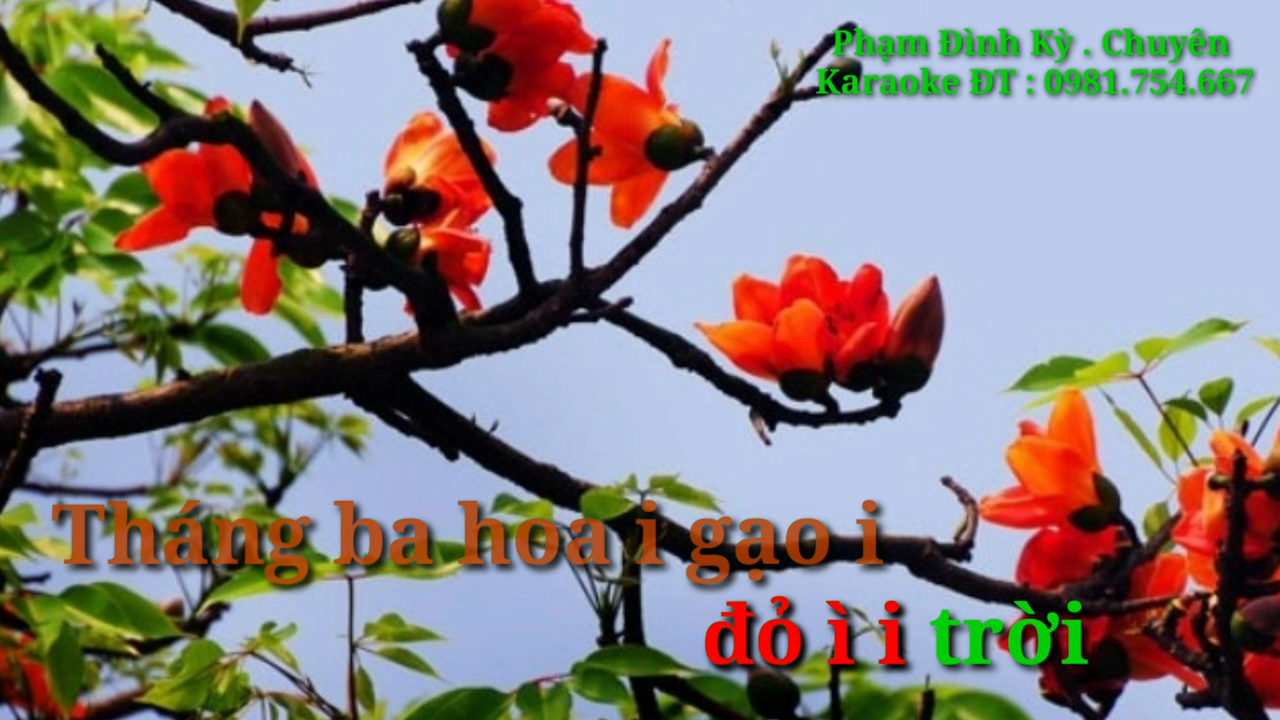 Phạm Đình Kỳ . Chuyên
Karaoke ĐT : 0981.754.667
Tháng ba hoa i gạo i
đỏ ì i trời